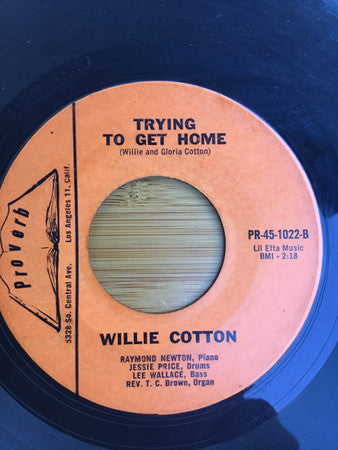 TRYING
TO GET HOME
(Willie and Gloria Cotton)
proverb
5328 So. Central Ave. Los Angeles 11, Calif.
PR-45-1022-B
Lil Etta Music
BMI - 2:18
WILLIE COTTON
RAYMOND NEWTON, Piano
JESSIE PRICE, Drums
LEE WALLACE, Bass
REV. T. C. Brown, Organ